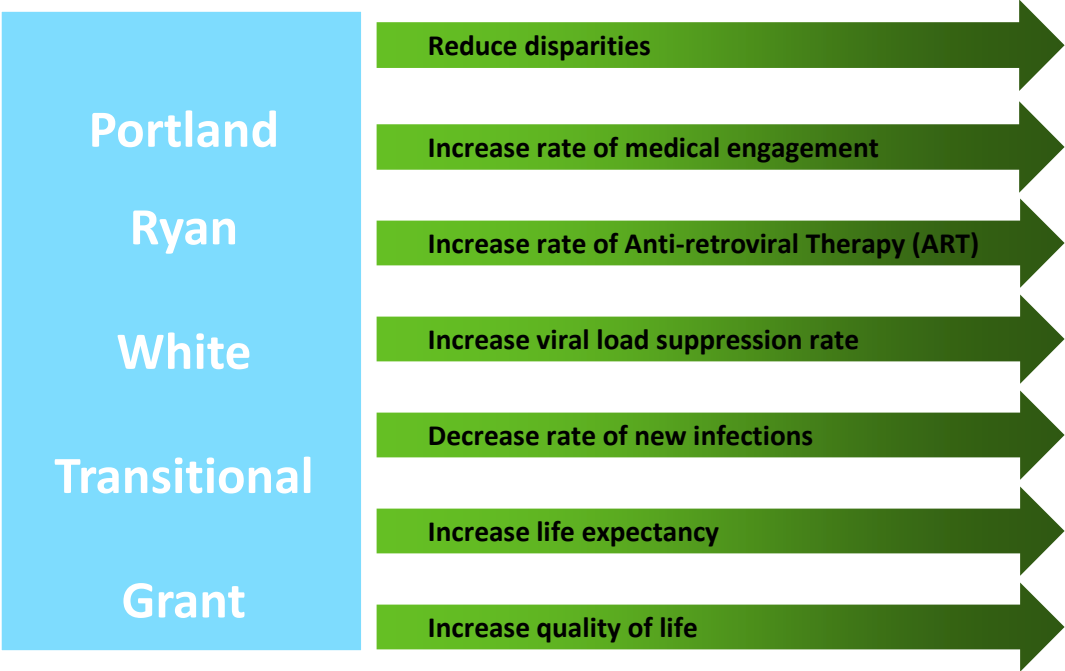 Portland
Ryan
White
Transitional
Grant
Reduce disparities
Increase rate of medical engagement
Increase rate of Anti-retroviral Therapy (ART)
Increase viral load suppression rate
Decrease rate of new infections
Increase life expectancy
Increase quality of life